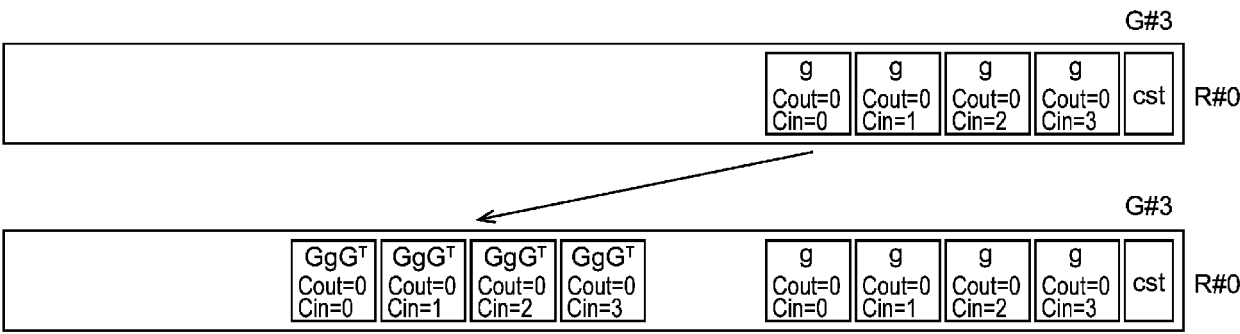 G#3
g g g g
Cout=0 Cout=0 Cout=0 Cout=0 cst R#0
Cin=0 Cin=1 Cin=2 Cin=3
G#3
GgGᵀ GgGᵀ GgGᵀ GgGᵀ g g g g
Cout=0 Cout=0 Cout=0 Cout=0 Cout=0 Cout=0 Cout=0 Cout=0 cst R#0
Cin=0 Cin=1 Cin=2 Cin=3 Cin=0 Cin=1 Cin=2 Cin=3